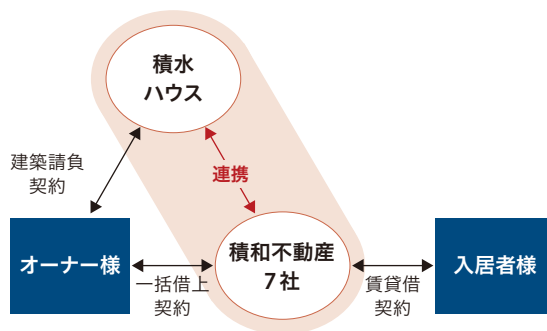 積水
ハウス
建築請負
契約
連携
オーナー様
一括借上
契約
積和不動産
7社
賃貸借
契約
入居者様